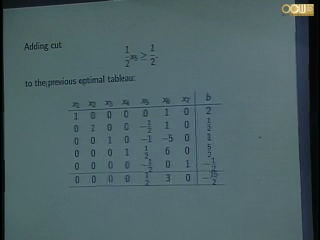 Adding cut
1/2 x₅ ≥ 1/2.
to the previous optimal tableau:
x₁ x₂ x₃ x₄ x₅ x₆ x₇ b
1 0 0 0 0 1 0 2
0 1 0 0 -1/2 1 0 1/2
0 0 1 0 -1 -5 0 1
0 0 0 1 1/2 6 0 5/2
0 0 0 0 -1/2 0 1 -1/2
0 0 0 0 1/2 3 0 -15/2